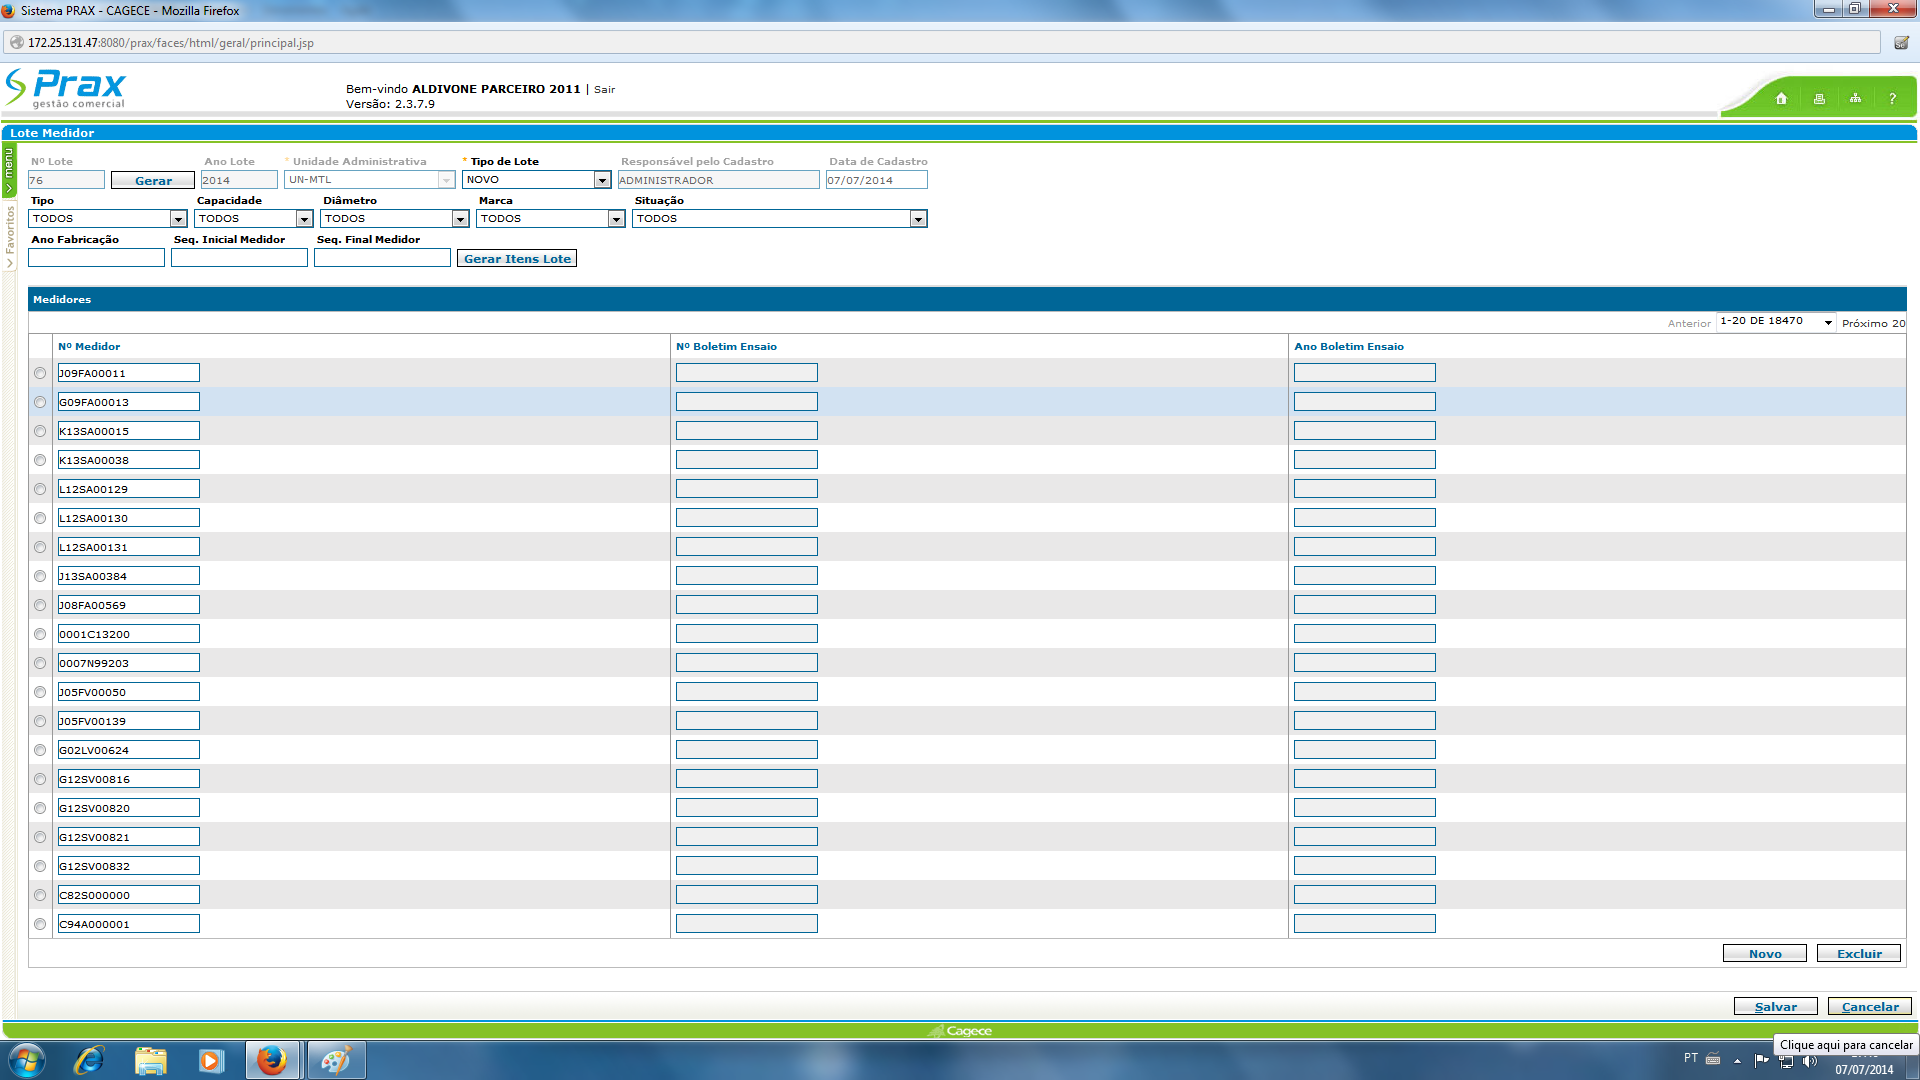 Sistema PRAX - CAGECE - Mozilla Firefox
172.25.131.47:8080/prax/faces/html/geral/principal.jsp
Prax
gestão comercial
Bem-vindo ALDIVONE PARCEIRO 2011 | Sair
Versão: 2.3.7.9
?
Lote Medidor
> menu
> Favoritos
Nº Lote
Ano Lote
* Unidade Administrativa
* Tipo de Lote
Responsável pelo Cadastro
Data de Cadastro
76
Gerar
2014
UN-MTL
NOVO
ADMINISTRADOR
07/07/2014
Tipo
Capacidade
Diâmetro
Marca
Situação
TODOS
TODOS
TODOS
TODOS
TODOS
Ano Fabricação
Seq. Inicial Medidor
Seq. Final Medidor
Gerar Itens Lote
Medidores
Anterior
1-20 DE 18470
Próximo 20
Nº Medidor
Nº Boletim Ensaio
Ano Boletim Ensaio
J09FA00011
G09FA00013
K13SA00015
K13SA00038
L12SA00129
L12SA00130
L12SA00131
J13SA00384
J08FA00569
0001C13200
0007N99203
J05FV00050
J05FV00139
G02LV00624
G12SV00816
G12SV00820
G12SV00821
G12SV00832
C82S000000
C94A000001
Novo
Excluir
Salvar
Cancelar
Cagece
Clique aqui para cancelar
PT
07/07/2014